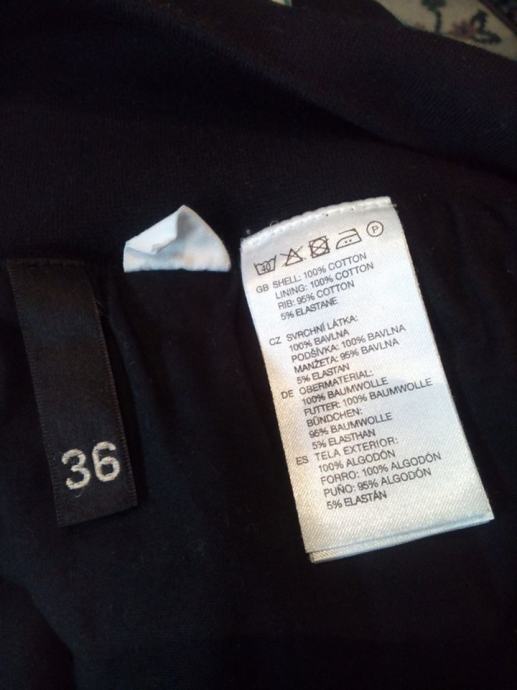 36
40
P
GB SHELL: 100% COTTON
LINING: 100% COTTON
RIB: 95% COTTON
5% ELASTANE
CZ SVRCHNÍ LÁTKA:
100% BAVLNA
PODŠÍVKA: 100% BAVLNA
MANŽETA: 95% BAVLNA
5% ELASTAN
DE OBERMATERIAL:
100% BAUMWOLLE
FUTTER: 100% BAUMWOLLE
BÜNDCHEN:
95% BAUMWOLLE
5% ELASTHAN
ES TELA EXTERIOR:
100% ALGODÓN
FORRO: 100% ALGODÓN
PUÑO: 95% ALGODÓN
5% ELASTÁN